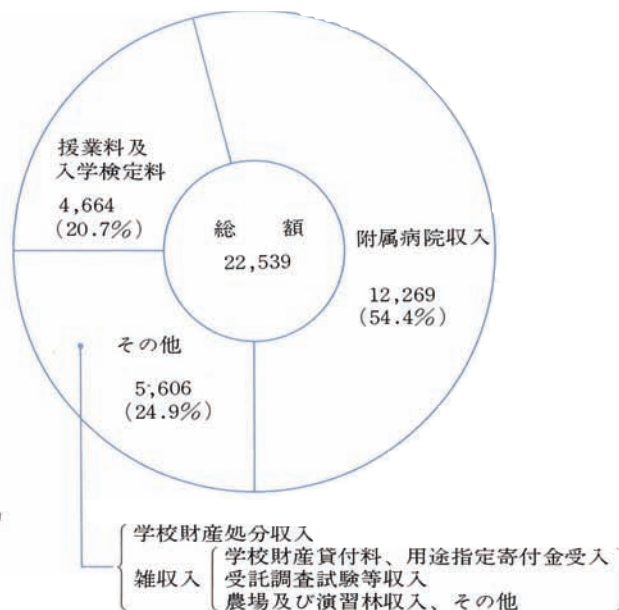 援業料及
入学検定料
4,664
(20.7%)
総 額
22,539
附属病院収入
12,269
(54.4%)
その他
5,606
(24.9%)
学校財産処分収入
雑収入
学校財産貸付料、用途指定寄付金受入
受託調査試験等収入
農場及び演習林収入、その他